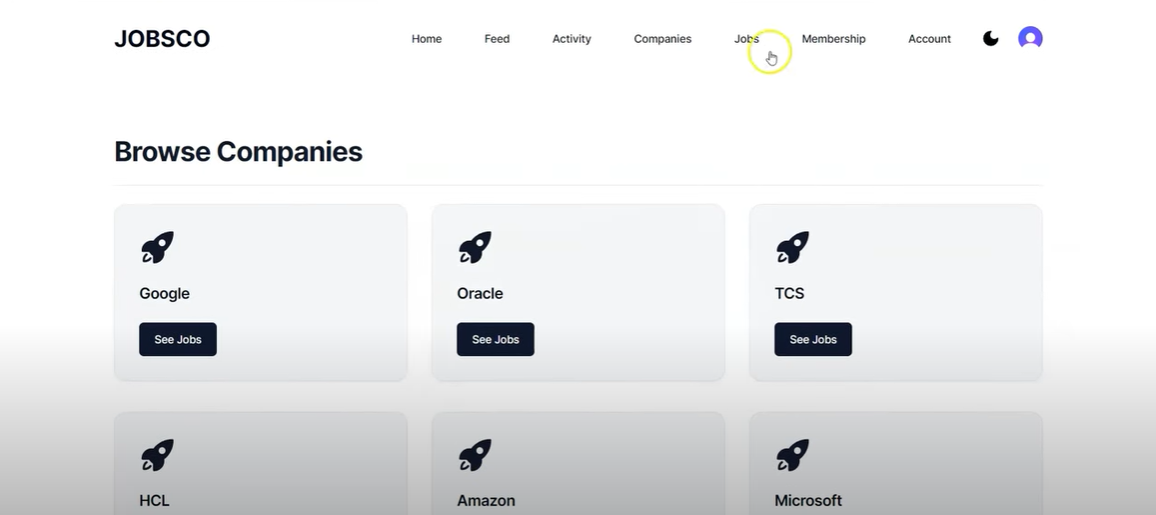 JOBSCO Home Feed Activity Companies Jobs Membership Account
Browse Companies
Google Oracle TCS
See Jobs See Jobs See Jobs
HCL Amazon Microsoft